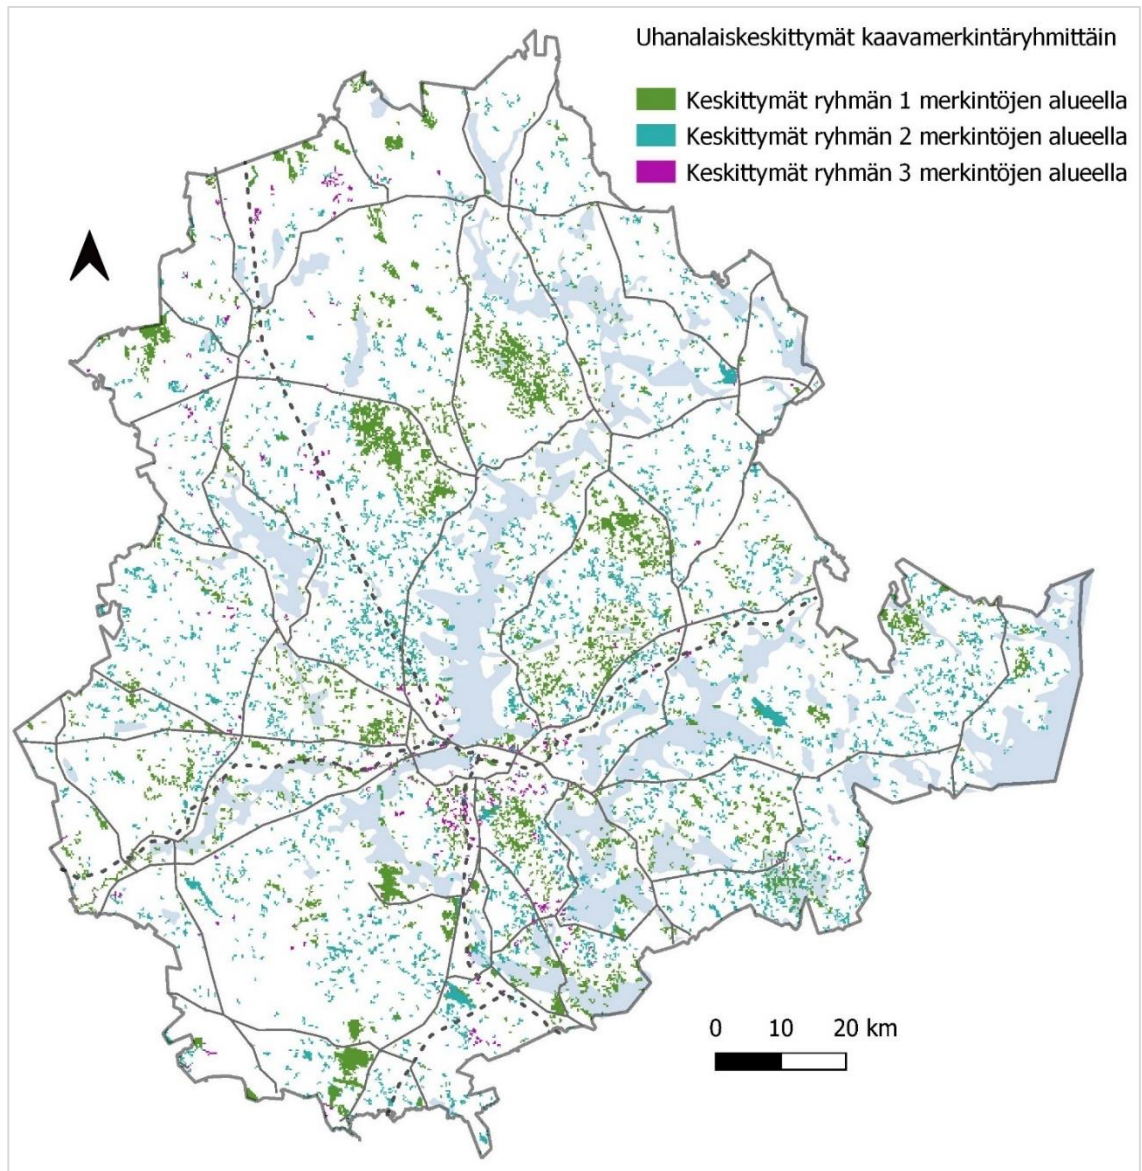 Uhanalaiskeskittymät kaavamerkintäryhmittäin
Keskittymät ryhmän 1 merkintöjen alueella
Keskittymät ryhmän 2 merkintöjen alueella
Keskittymät ryhmän 3 merkintöjen alueella
0 10 20 km